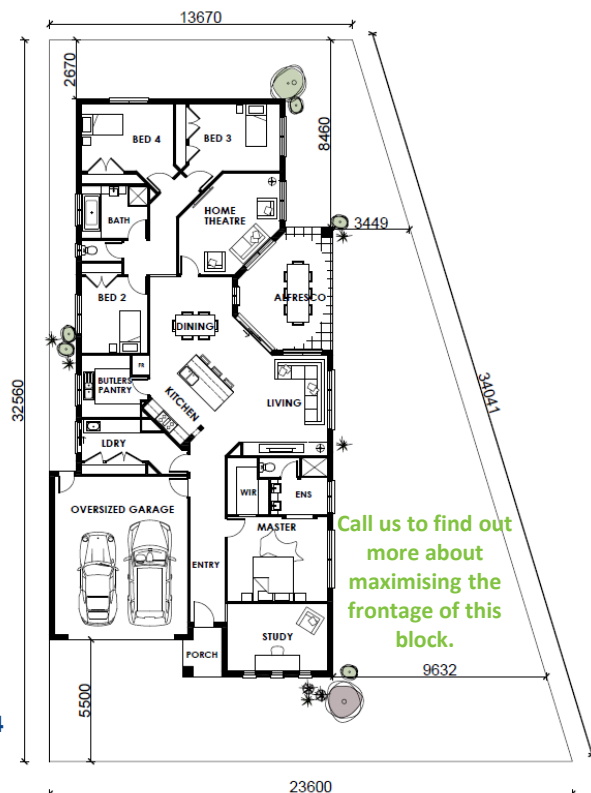 13670
2670
8460
BED 4
BED 3
BATH
HOME
THEATRE
3449
BED 2
ALFRESCO
DINING
32560
34041
FR
BUTLERS
PANTRY
KITCHEN
LIVING
LDRY
WIR
ENS
OVERSIZED GARAGE
MASTER
Call us to find out
more about
maximising the
frontage of this
block.
ENTRY
STUDY
PORCH
9632
5500
4
23600